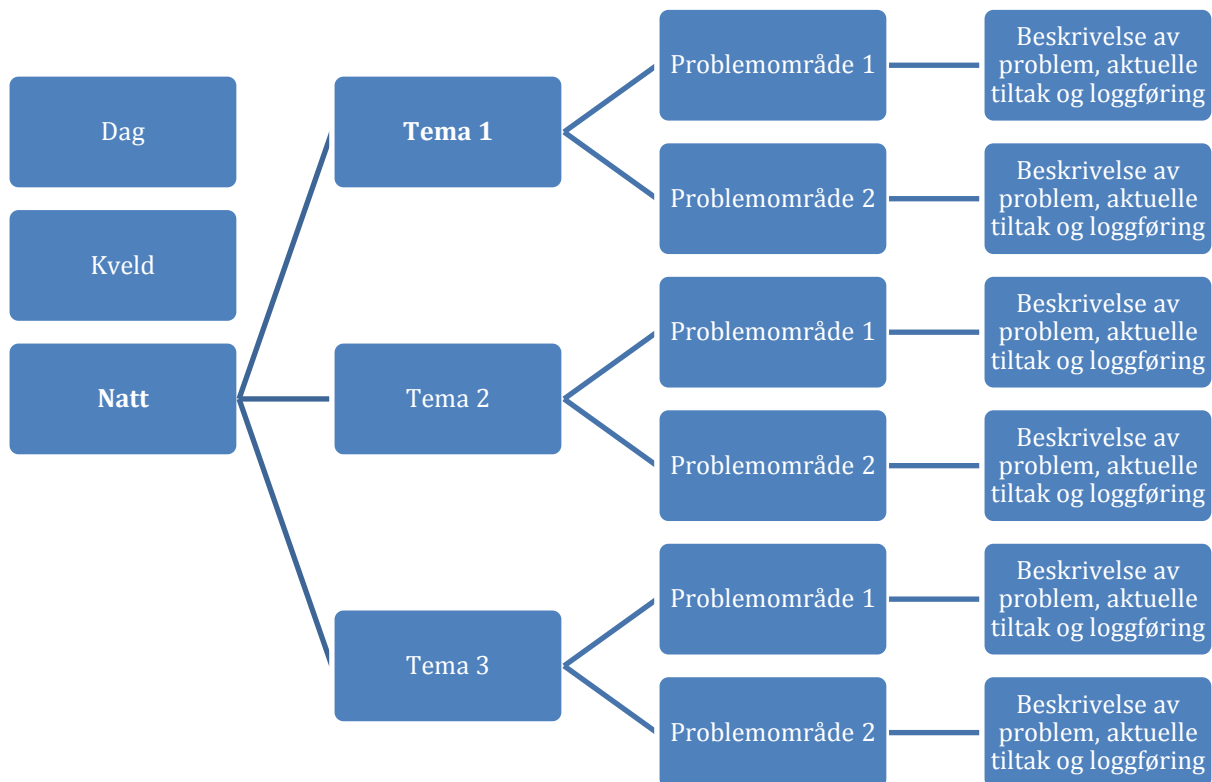 Dag
Kveld
Natt
Tema 1
Problemområde 1
Beskrivelse av
problem, aktuelle
tiltak og loggføring
Problemområde 2
Beskrivelse av
problem, aktuelle
tiltak og loggføring
Tema 2
Problemområde 1
Beskrivelse av
problem, aktuelle
tiltak og loggføring
Problemområde 2
Beskrivelse av
problem, aktuelle
tiltak og loggføring
Tema 3
Problemområde 1
Beskrivelse av
problem, aktuelle
tiltak og loggføring
Problemområde 2
Beskrivelse av
problem, aktuelle
tiltak og loggføring